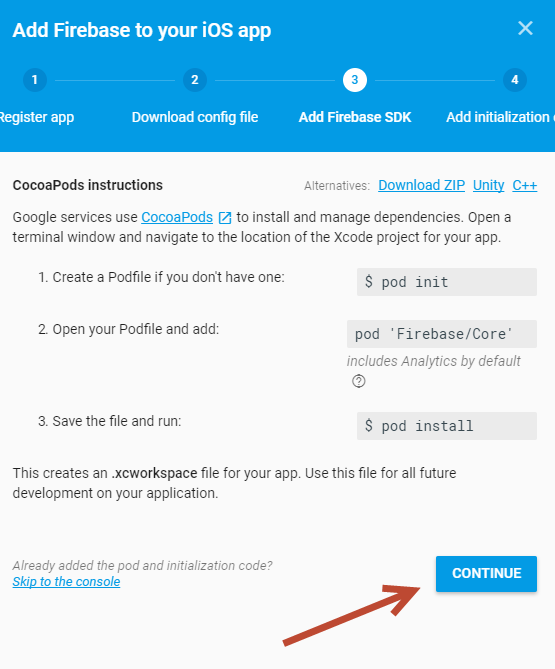 Add Firebase to your iOS app
1 2 3 4
Register app Download config file Add Firebase SDK Add initialization
CocoaPods instructions Alternatives: Download ZIP Unity C++
Google services use CocoaPods to install and manage dependencies. Open a
terminal window and navigate to the location of the Xcode project for your app.
1. Create a Podfile if you don't have one: $ pod init
2. Open your Podfile and add: pod 'Firebase/Core'
includes Analytics by default
?
3. Save the file and run: $ pod install
This creates an .xcworkspace file for your app. Use this file for all future
development on your application.
Already added the pod and initialization code?
Skip to the console
CONTINUE